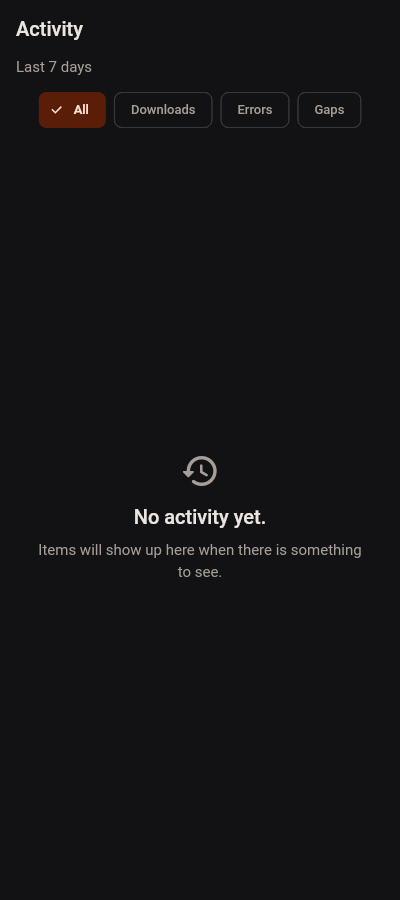 Activity
Last 7 days
All
Downloads
Errors
Gaps
No activity yet.
Items will show up here when there is something
to see.